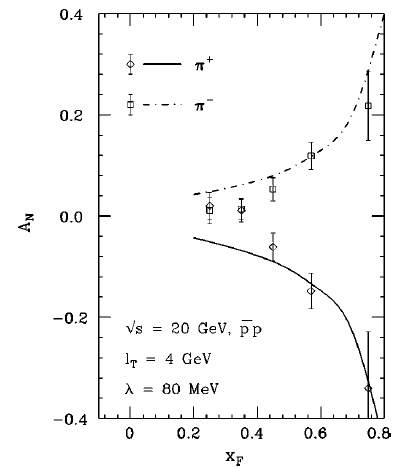 0.4
π⁺
π⁻
0.2
A_N
0.0
-0.2
√s = 20 GeV, p̄p
l_T = 4 GeV
λ = 80 MeV
-0.4
0 0.2 0.4 0.6 0.8
x_F